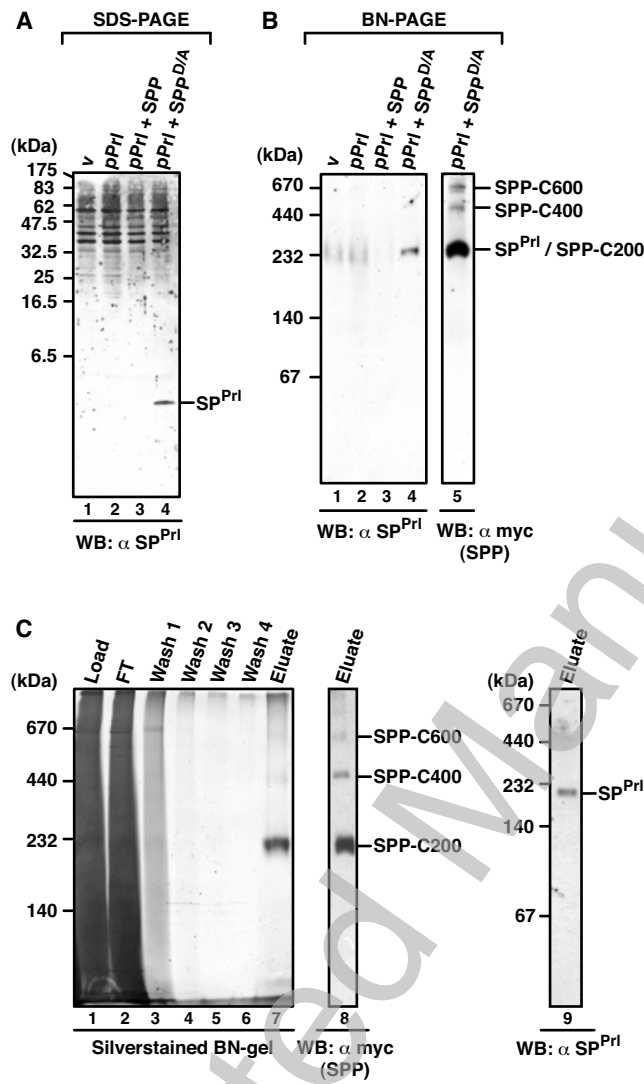 A
SDS-PAGE
v
pPrl
pPrl + SPP
pPrl + SPP^D/A
(kDa)
175
83
62
47.5
32.5
25
16.5
6.5
SP^Prl
1 2 3 4
WB: α SP^Prl
B
BN-PAGE
v
pPrl
pPrl + SPP
pPrl + SPP^D/A
pPrl + SPP^D/A
(kDa)
670
440
232
140
67
SPP-C600
SPP-C400
SP^Prl / SPP-C200
1 2 3 4 5
WB: α SP^Prl
WB: α myc
(SPP)
C
Load
FT
Wash 1
Wash 2
Wash 3
Wash 4
Eluate
Eluate
(kDa)
670
440
232
140
SPP-C600
SPP-C400
SPP-C200
1 2 3 4 5 6 7 8
Silverstained BN-gel
WB: α myc
(SPP)
Eluate
(kDa)
670
440
232
140
67
SP^Prl
9
WB: α SP^Prl